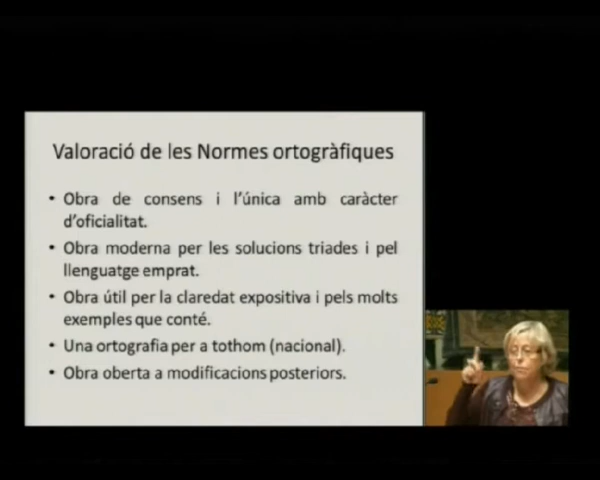 Valoració de les Normes ortogràfiques
• Obra de consens i l'única amb caràcter
d'oficialitat.
• Obra moderna per les solucions triades i pel
llenguatge emprat.
• Obra útil per la claredat expositiva i pels molts
exemples que conté.
• Una ortografia per a tothom (nacional).
• Obra oberta a modificacions posteriors.